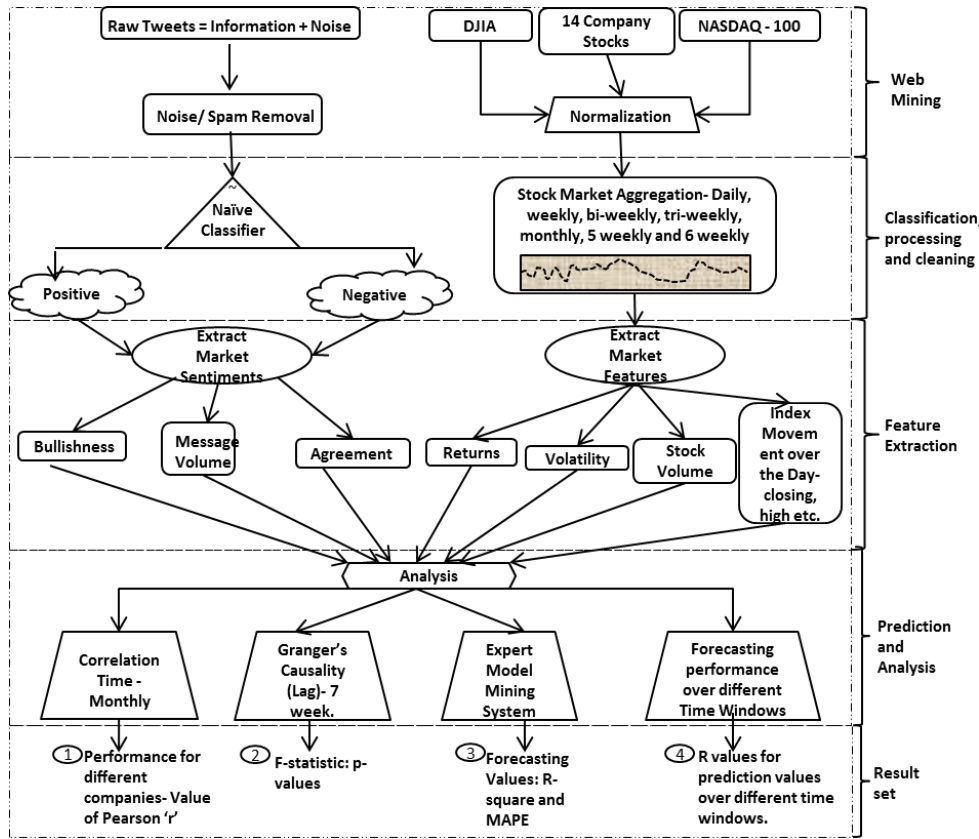 Raw Tweets = Information + Noise
DJIA
14 Company
Stocks
NASDAQ - 100
Web
Mining
Noise/ Spam Removal
Normalization
~
Naïve
Classifier
Stock Market Aggregation- Daily,
weekly, bi-weekly, tri-weekly,
monthly, 5 weekly and 6 weekly
Classification,
processing
and cleaning
Positive
Negative
Extract
Market
Sentiments
Extract
Market
Features
Bullishness
Message
Volume
Agreement
Returns
Volatility
Stock
Volume
Index
Movem
ent over
the Day-
closing,
high etc.
Feature
Extraction
Analysis
Correlation
Time -
Monthly
Granger's
Causality
(Lag)- 7
week.
Expert
Model
Mining
System
Forecasting
performance
over different
Time Windows
Prediction
and
Analysis
1 Performance for
different
companies- Value
of Pearson 'r'
2 F-statistic: p-
values
3 Forecasting
Values: R-
square and
MAPE
4 R values for
prediction values
over different time
windows.
Result
set